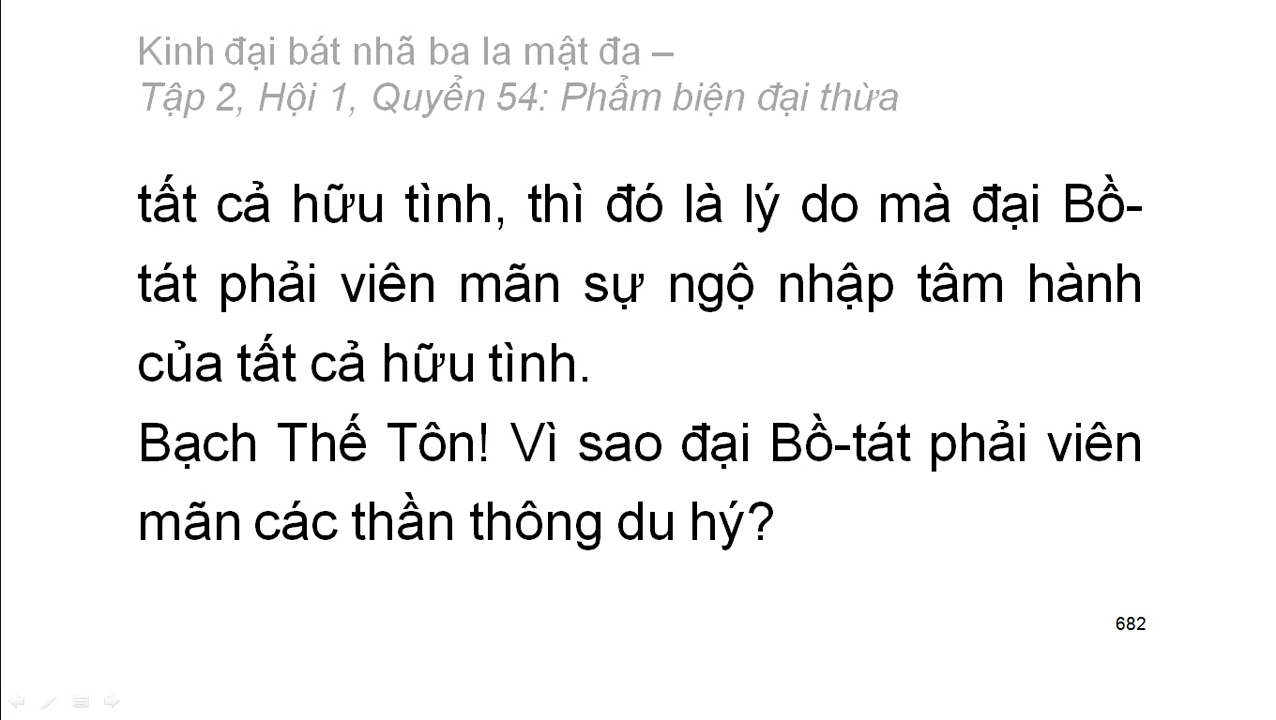 Kinh đại bát nhã ba la mật đa –
Tập 2, Hội 1, Quyển 54: Phẩm biện đại thừa
tất cả hữu tình, thì đó là lý do mà đại Bồ-
tát phải viên mãn sự ngộ nhập tâm hành
của tất cả hữu tình.
Bạch Thế Tôn! Vì sao đại Bồ-tát phải viên
mãn các thần thông du hý?
682